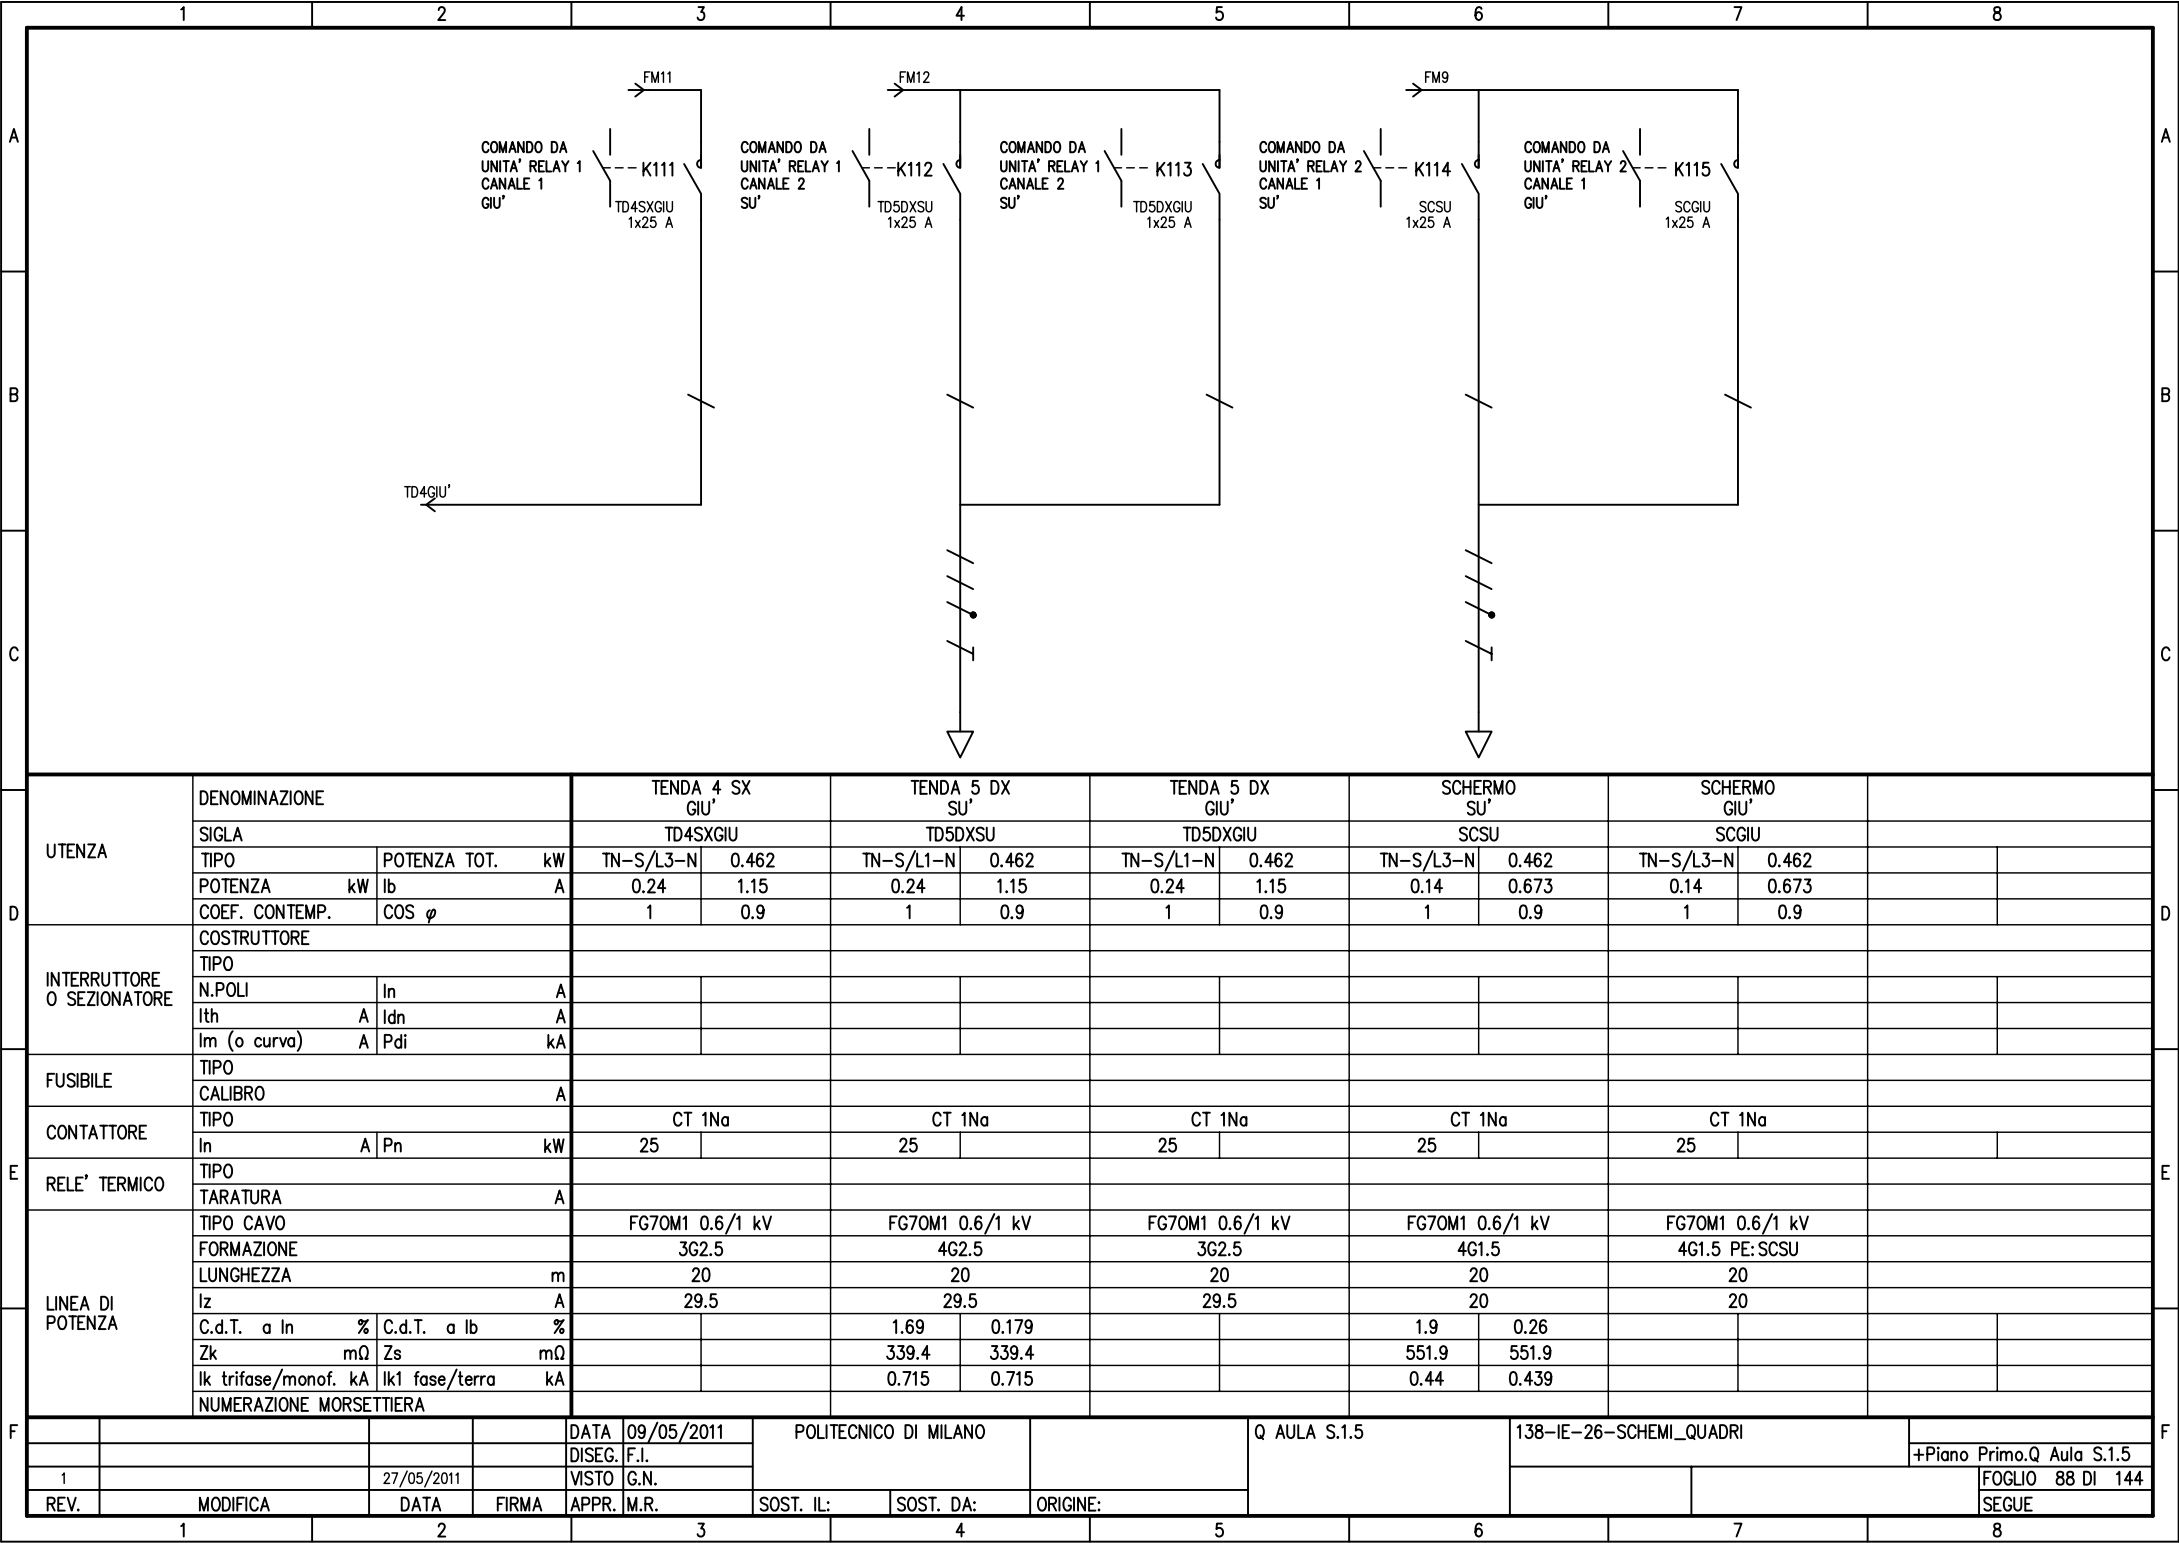 1 2 3 4 5 6 7 8
FM11 FM12 FM9
A A
COMANDO DA COMANDO DA COMANDO DA COMANDO DA COMANDO DA
UNITA' RELAY 1 K111 UNITA' RELAY 1 K112 UNITA' RELAY 1 K113 UNITA' RELAY 2 K114 UNITA' RELAY 2 K115
CANALE 1 CANALE 2 CANALE 2 CANALE 1 CANALE 1
GIU' SU' SU' SU' GIU'
TD4SXGIU TD5DXSU TD5DXGIU SCSU SCGIU
1x25 A 1x25 A 1x25 A 1x25 A 1x25 A
B B
TD4GIU'
C C
UTENZA
DENOMINAZIONE TENDA 4 SX TENDA 5 DX TENDA 5 DX SCHERMO SCHERMO
GIU' SU' GIU' SU' GIU'
SIGLA TD4SXGIU TD5DXSU TD5DXGIU SCSU SCGIU
TIPO POTENZA TOT. kW TN-S/L3-N 0.462 TN-S/L1-N 0.462 TN-S/L1-N 0.462 TN-S/L3-N 0.462 TN-S/L3-N 0.462
POTENZA kW Ib A 0.24 1.15 0.24 1.15 0.24 1.15 0.14 0.673 0.14 0.673
D COEF. CONTEMP. COS φ 1 0.9 1 0.9 1 0.9 1 0.9 1 0.9 D
INTERRUTTORE
O SEZIONATORE
COSTRUTTORE
TIPO
N.POLI In A
Ith A Idn A
Im (o curva) A Pdi kA
FUSIBILE
TIPO
CALIBRO A
CONTATTORE
TIPO CT 1Na CT 1Na CT 1Na CT 1Na CT 1Na
In A Pn kW 25 25 25 25 25
E E
RELE' TERMICO
TIPO
TARATURA A
LINEA DI
POTENZA
TIPO CAVO FG7OM1 0.6/1 kV FG7OM1 0.6/1 kV FG7OM1 0.6/1 kV FG7OM1 0.6/1 kV FG7OM1 0.6/1 kV
FORMAZIONE 3G2.5 4G2.5 3G2.5 4G1.5 4G1.5 PE:SCSU
LUNGHEZZA m 20 20 20 20 20
Iz A 29.5 29.5 29.5 20 20
C.d.T. a In % C.d.T. a Ib % 1.69 0.179 1.9 0.26
Zk mΩ Zs mΩ 339.4 339.4 551.9 551.9
Ik trifase/monof. kA Ik1 fase/terra kA 0.715 0.715 0.44 0.439
NUMERAZIONE MORSETTIERA
F DATA 09/05/2011 POLITECNICO DI MILANO Q AULA S.1.5 138-IE-26-SCHEMI_QUADRI F
DISEG. F.I. +Piano Primo.Q Aula S.1.5
1 27/05/2011 VISTO G.N. FOGLIO 88 DI 144
REV. MODIFICA DATA FIRMA APPR. M.R. SOST. IL: SOST. DA: ORIGINE: SEGUE
1 2 3 4 5 6 7 8